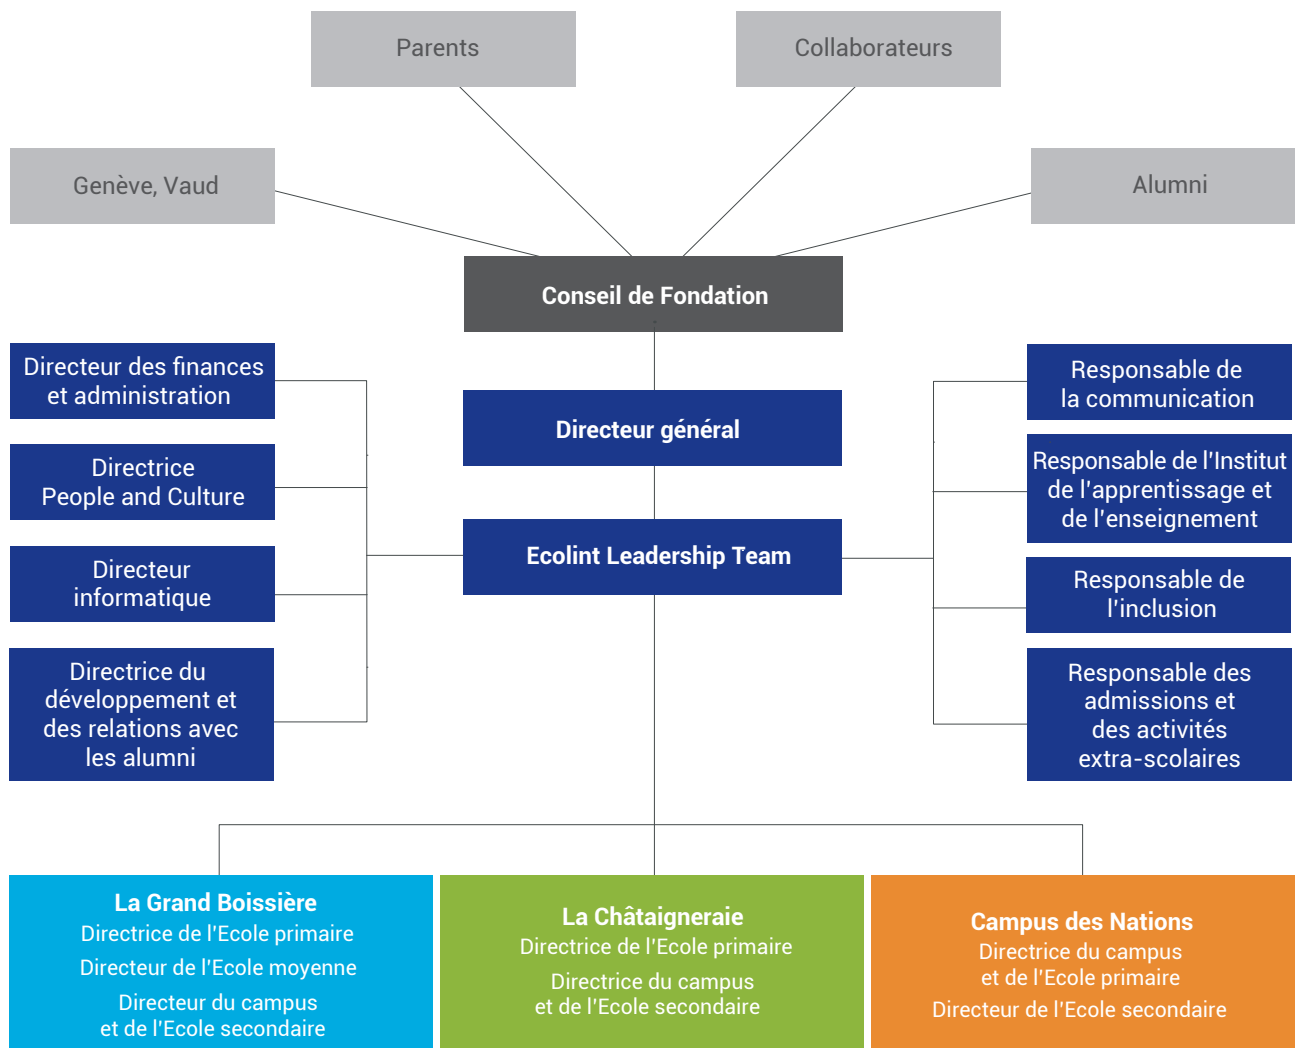 Parents
Collaborateurs
Genève, Vaud
Alumni
Conseil de Fondation
Directeur des finances
et administration
Directrice
People and Culture
Directeur
informatique
Directrice du
développement et
des relations avec
les alumni
Directeur général
Ecolint Leadership Team
Responsable de
la communication
Responsable de l'Institut
de l'apprentissage et
de l'enseignement
Responsable de
l'inclusion
Responsable des
admissions et
des activités
extra-scolaires
La Grand Boissière
Directrice de l'Ecole primaire
Directeur de l'Ecole moyenne
Directeur du campus
et de l'Ecole secondaire
La Châtaigneraie
Directrice de l'Ecole primaire
Directrice du campus
et de l'Ecole secondaire
Campus des Nations
Directrice du campus
et de l'Ecole primaire
Directeur de l'Ecole secondaire